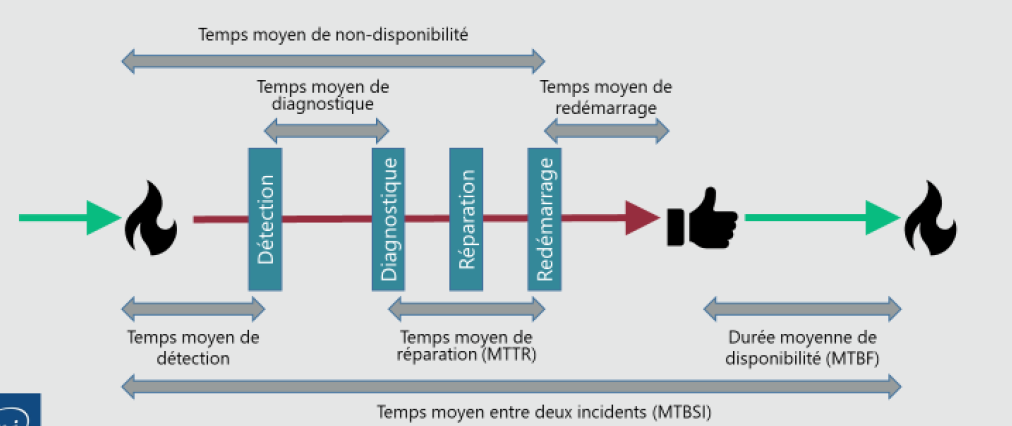 Temps moyen de non-disponibilité
Temps moyen de
diagnostique
Temps moyen de
redémarrage
Détection
Diagnostique
Réparation
Redémarrage
Temps moyen de
détection
Temps moyen de
réparation (MTTR)
Durée moyenne de
disponibilité (MTBF)
Temps moyen entre deux incidents (MTBSI)